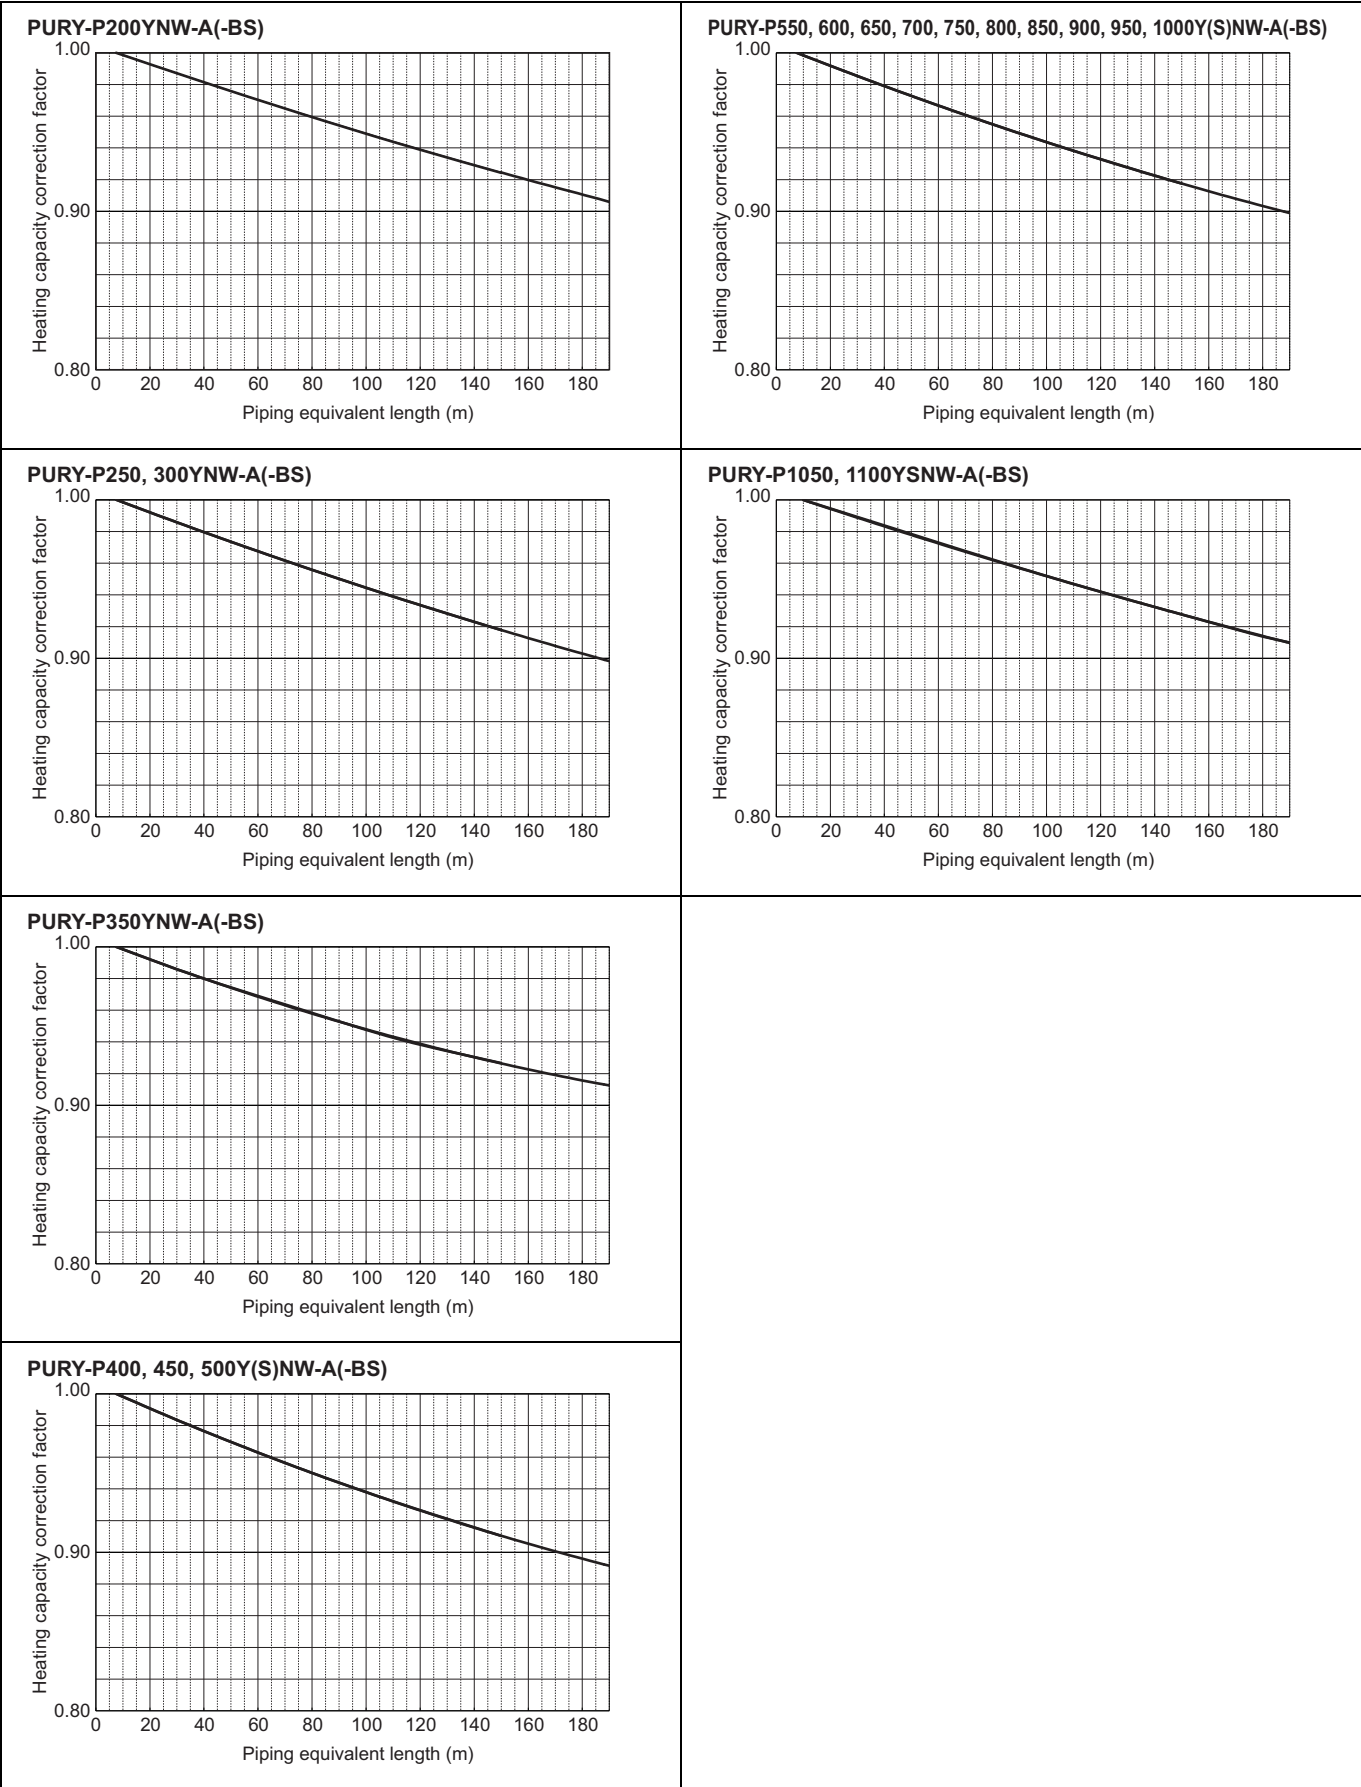 PURY-P200YNW-A(-BS)
Heating capacity correction factor
1.00
0.90
0.80
0 20 40 60 80 100 120 140 160 180
Piping equivalent length (m)
PURY-P550, 600, 650, 700, 750, 800, 850, 900, 950, 1000Y(S)NW-A(-BS)
Heating capacity correction factor
1.00
0.90
0.80
0 20 40 60 80 100 120 140 160 180
Piping equivalent length (m)
PURY-P250, 300YNW-A(-BS)
Heating capacity correction factor
1.00
0.90
0.80
0 20 40 60 80 100 120 140 160 180
Piping equivalent length (m)
PURY-P1050, 1100YSNW-A(-BS)
Heating capacity correction factor
1.00
0.90
0.80
0 20 40 60 80 100 120 140 160 180
Piping equivalent length (m)
PURY-P350YNW-A(-BS)
Heating capacity correction factor
1.00
0.90
0.80
0 20 40 60 80 100 120 140 160 180
Piping equivalent length (m)
PURY-P400, 450, 500Y(S)NW-A(-BS)
Heating capacity correction factor
1.00
0.90
0.80
0 20 40 60 80 100 120 140 160 180
Piping equivalent length (m)